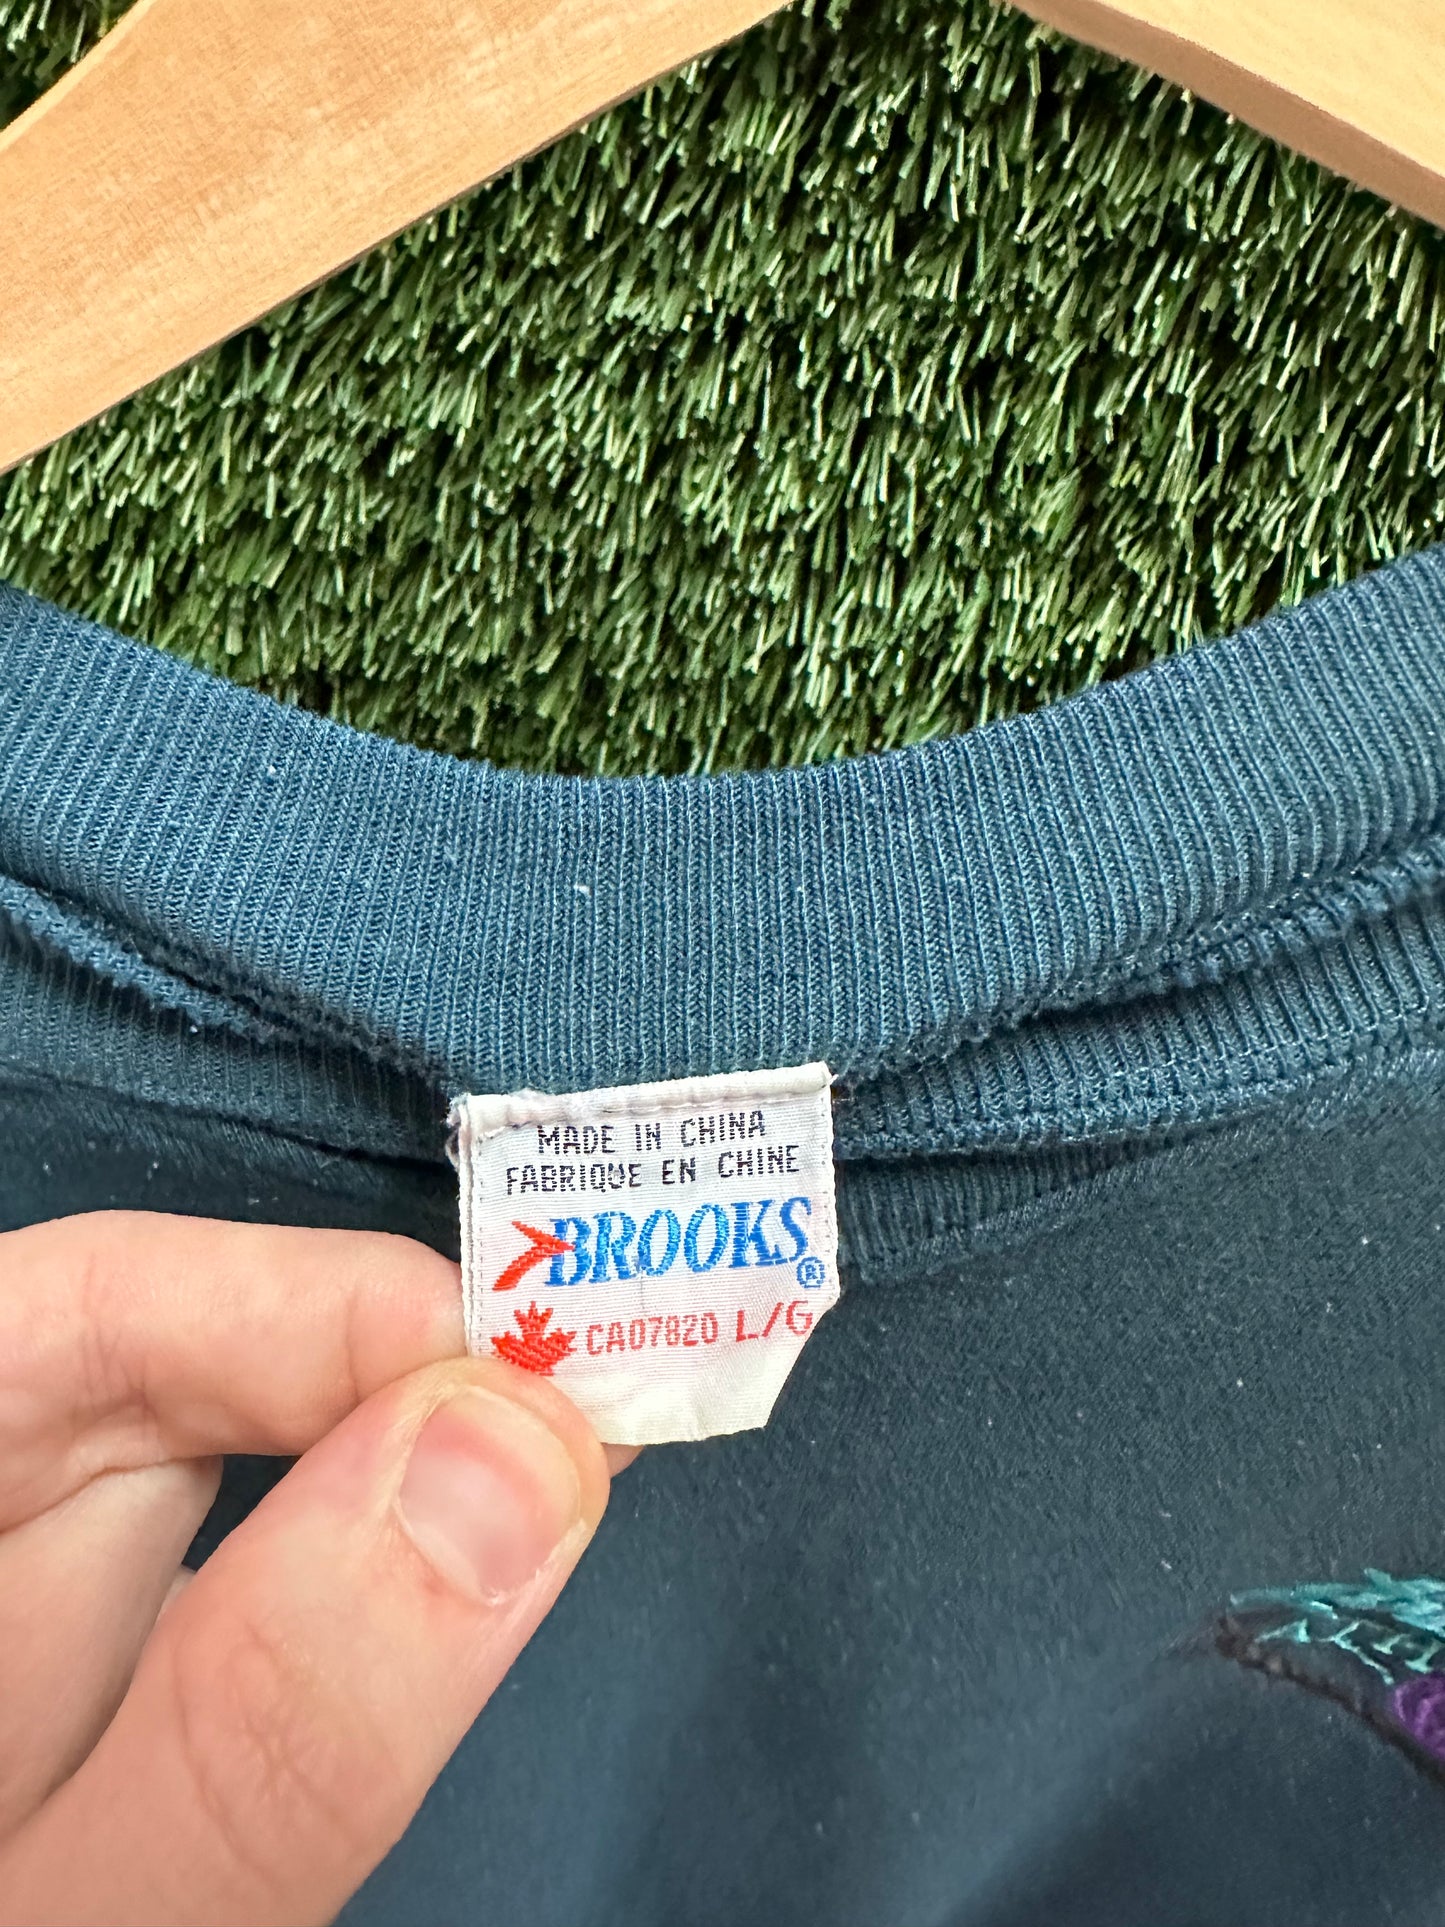 MADE IN CHINA
FABRIQUE EN CHINE
BROOKS®
CA07820 L/G